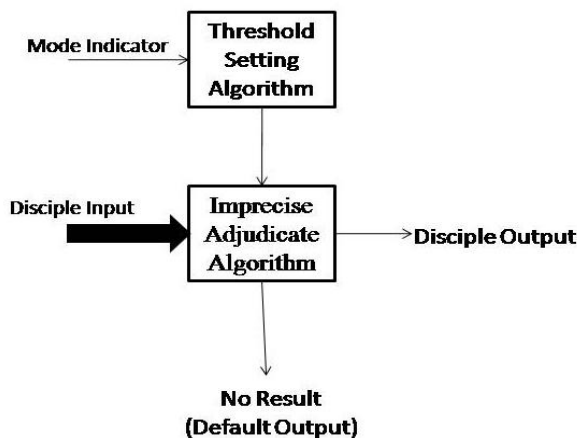 Mode Indicator
Threshold
Setting
Algorithm
Disciple Input
Imprecise
Adjudicate
Algorithm
Disciple Output
No Result
(Default Output)